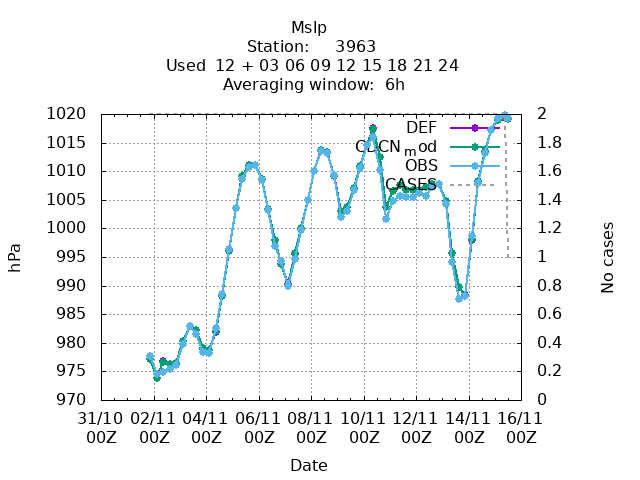 Mslp
Station:     3963
Used  12 + 03 06 09 12 15 18 21 24
Averaging window:  6h
1020 2
1015 1.8
1010 1.6
1005 1.4
1000 1.2
995 1
990 0.8
985 0.6
980 0.4
975 0.2
970 0
DEF
CLCN_mod
OBS
CASES
hPa
No cases
31/10 02/11 04/11 06/11 08/11 10/11 12/11 14/11 16/11
00Z 00Z 00Z 00Z 00Z 00Z 00Z 00Z 00Z
Date